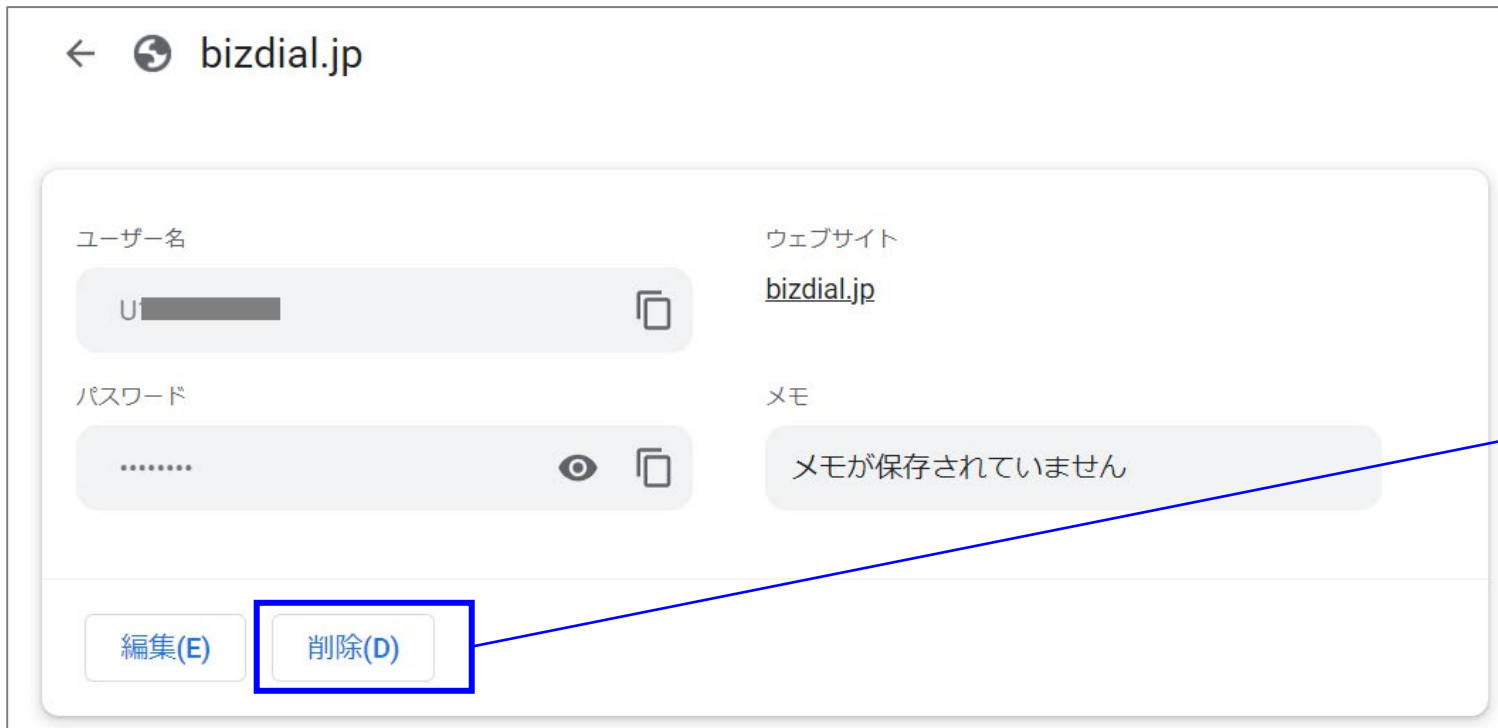 bizdial.jp
ユーザー名
ウェブサイト
U
bizdial.jp
パスワード
メモ
••••••••
メモが保存されていません
編集(E)
削除(D)